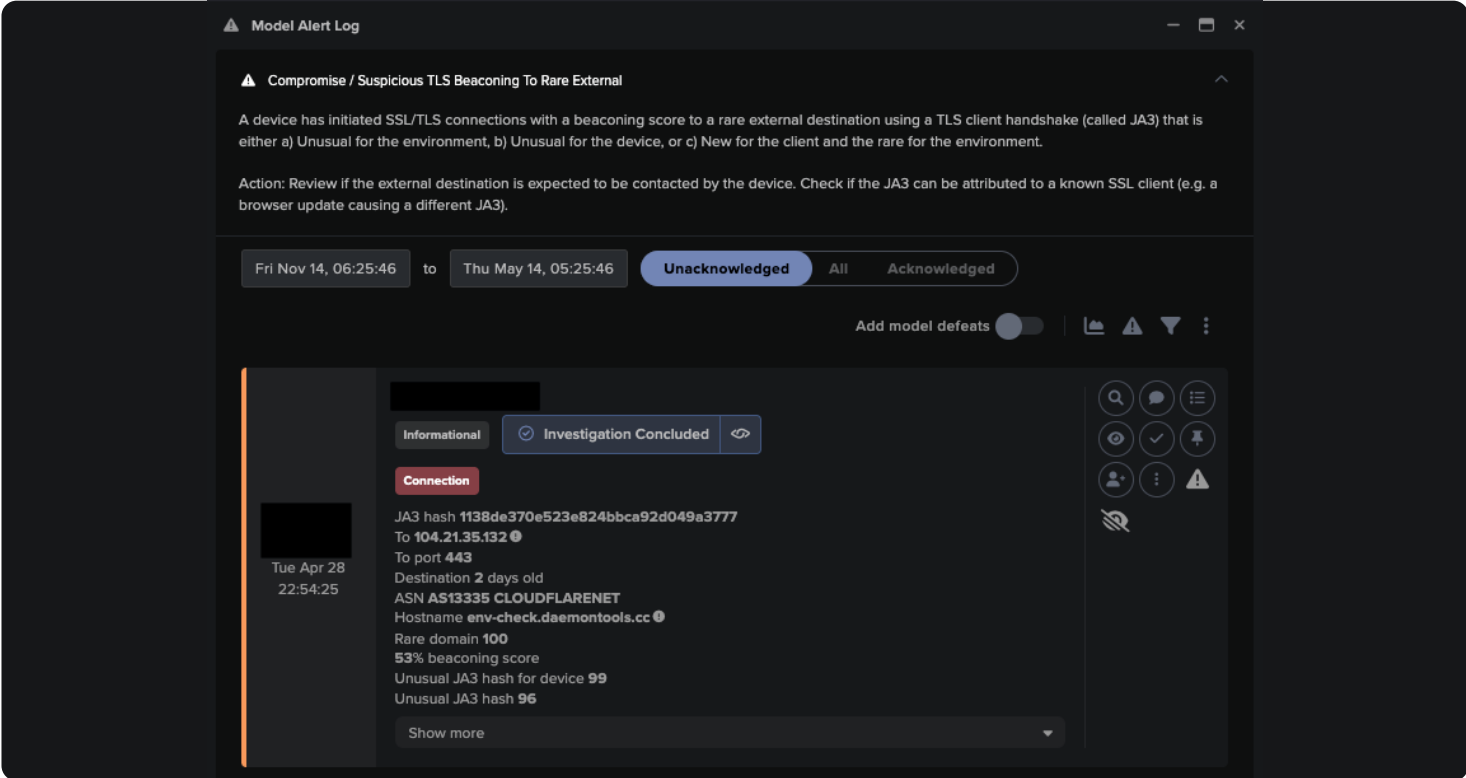 Model Alert Log
Compromise / Suspicious TLS Beaconing To Rare External
A device has initiated SSL/TLS connections with a beaconing score to a rare external destination using a TLS client handshake (called JA3) that is
either a) Unusual for the environment, b) Unusual for the device, or c) New for the client and the rare for the environment.
Action: Review if the external destination is expected to be contacted by the device. Check if the JA3 can be attributed to a known SSL client (e.g. a
browser update causing a different JA3).
Fri Nov 14, 06:25:46 to Thu May 14, 05:25:46 Unacknowledged All Acknowledged
Add model defeats
Informational Investigation Concluded
Connection
Tue Apr 28
22:54:25
JA3 hash 1138de370e523e824bbca92d049a3777
To 104.21.35.132
To port 443
Destination 2 days old
ASN AS13335 CLOUDFLARENET
Hostname env-check.daemontools.cc
Rare domain 100
53% beaconing score
Unusual JA3 hash for device 99
Unusual JA3 hash 96
Show more